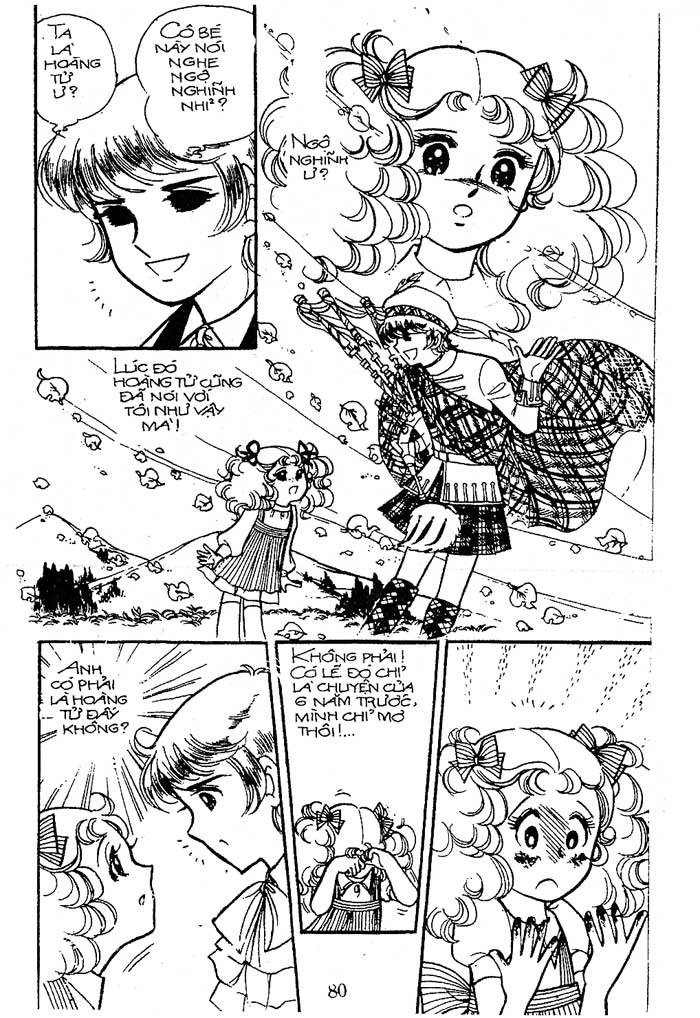 TA
LÀ
HOÀNG
TỬ
Ư?
CÔ BÉ
NÀY NÓI
NGHE
NGỘ
NGHĨNH
NHỈ?
NGỘ
NGHĨNH
Ư?
LÚC ĐÓ
HOÀNG TỬ CŨNG
ĐÃ NÓI VỚI
TÔI NHƯ VẬY
MÀ!
ANH
CÓ PHẢI
LÀ HOÀNG
TỬ ĐẤY
KHÔNG?
KHÔNG PHẢI!
CÓ LẼ ĐÓ CHỈ
LÀ CHUYỆN CỦA
6 NĂM TRƯỚC,
MÌNH CHỈ MƠ
THÔI!...
80